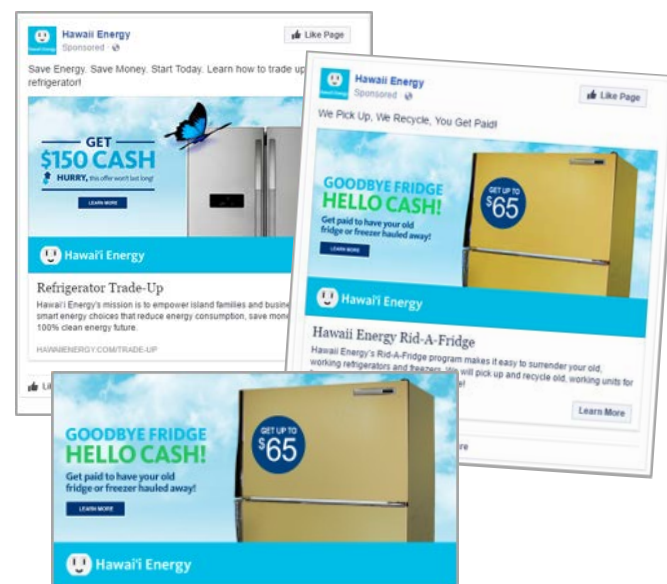 Hawaii Energy
Sponsored
Like Page
Save Energy. Save Money. Start Today. Learn how to trade up
refrigerator!
GET
$150 CASH
HURRY, this offer won't last long!
LEARN MORE
Hawai'i Energy
Refrigerator Trade-Up
Hawai'i Energy's mission is to empower island families and
smart energy choices that reduce energy consumption, save
100% clean energy future.
HAWAIIENERGY.COM/TRADE-UP
Hawaii Energy
Sponsored
Like Page
We Pick Up, We Recycle, You Get Paid!
GOODBYE FRIDGE
HELLO CASH!
Get paid to have your old
fridge or freezer hauled away!
LEARN MORE
GET UP TO
$65
Hawai'i Energy
Hawaii Energy Rid-A-Fridge
Hawaii Energy's Rid-A-Fridge program makes it easy to surrender your old,
working refrigerators and freezers. We will pick up and recycle old, working units for
Learn More
GOODBYE FRIDGE
HELLO CASH!
Get paid to have your old
fridge or freezer hauled away!
LEARN MORE
GET UP TO
$65
Hawai'i Energy